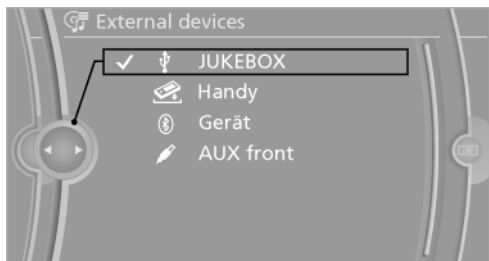 External devices
JUKEBOX
Handy
Gerät
AUX front